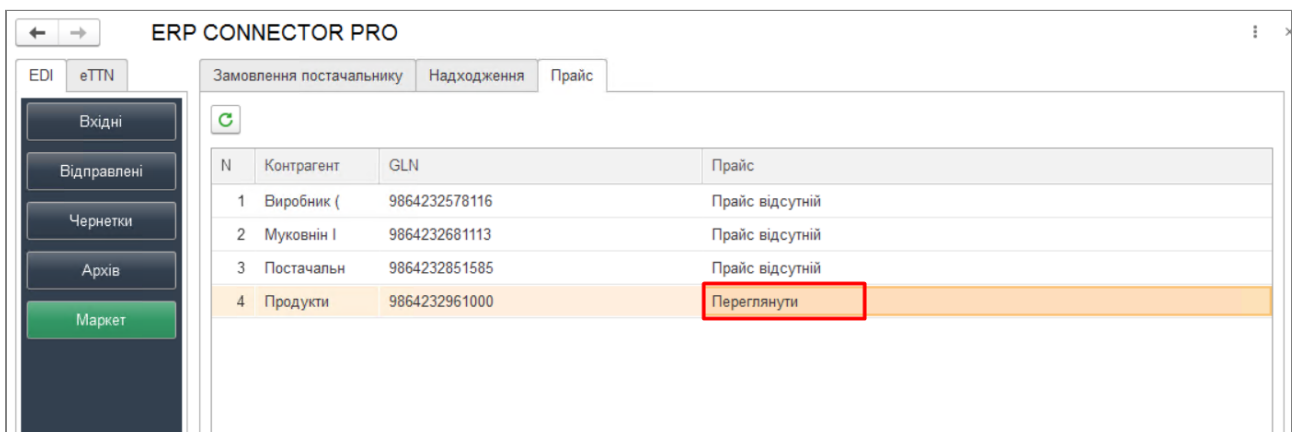 ERP CONNECTOR PRO
EDI eTTN
Замовлення постачальнику Надходження Прайс
Вхідні
Відправлені
Чернетки
Архів
Маркет
N Контрагент GLN Прайс
1 Виробник ( 9864232578116 Прайс відсутній
2 Муковнін І 9864232681113 Прайс відсутній
3 Постачальн 9864232851585 Прайс відсутній
4 Продукти 9864232961000 Переглянути